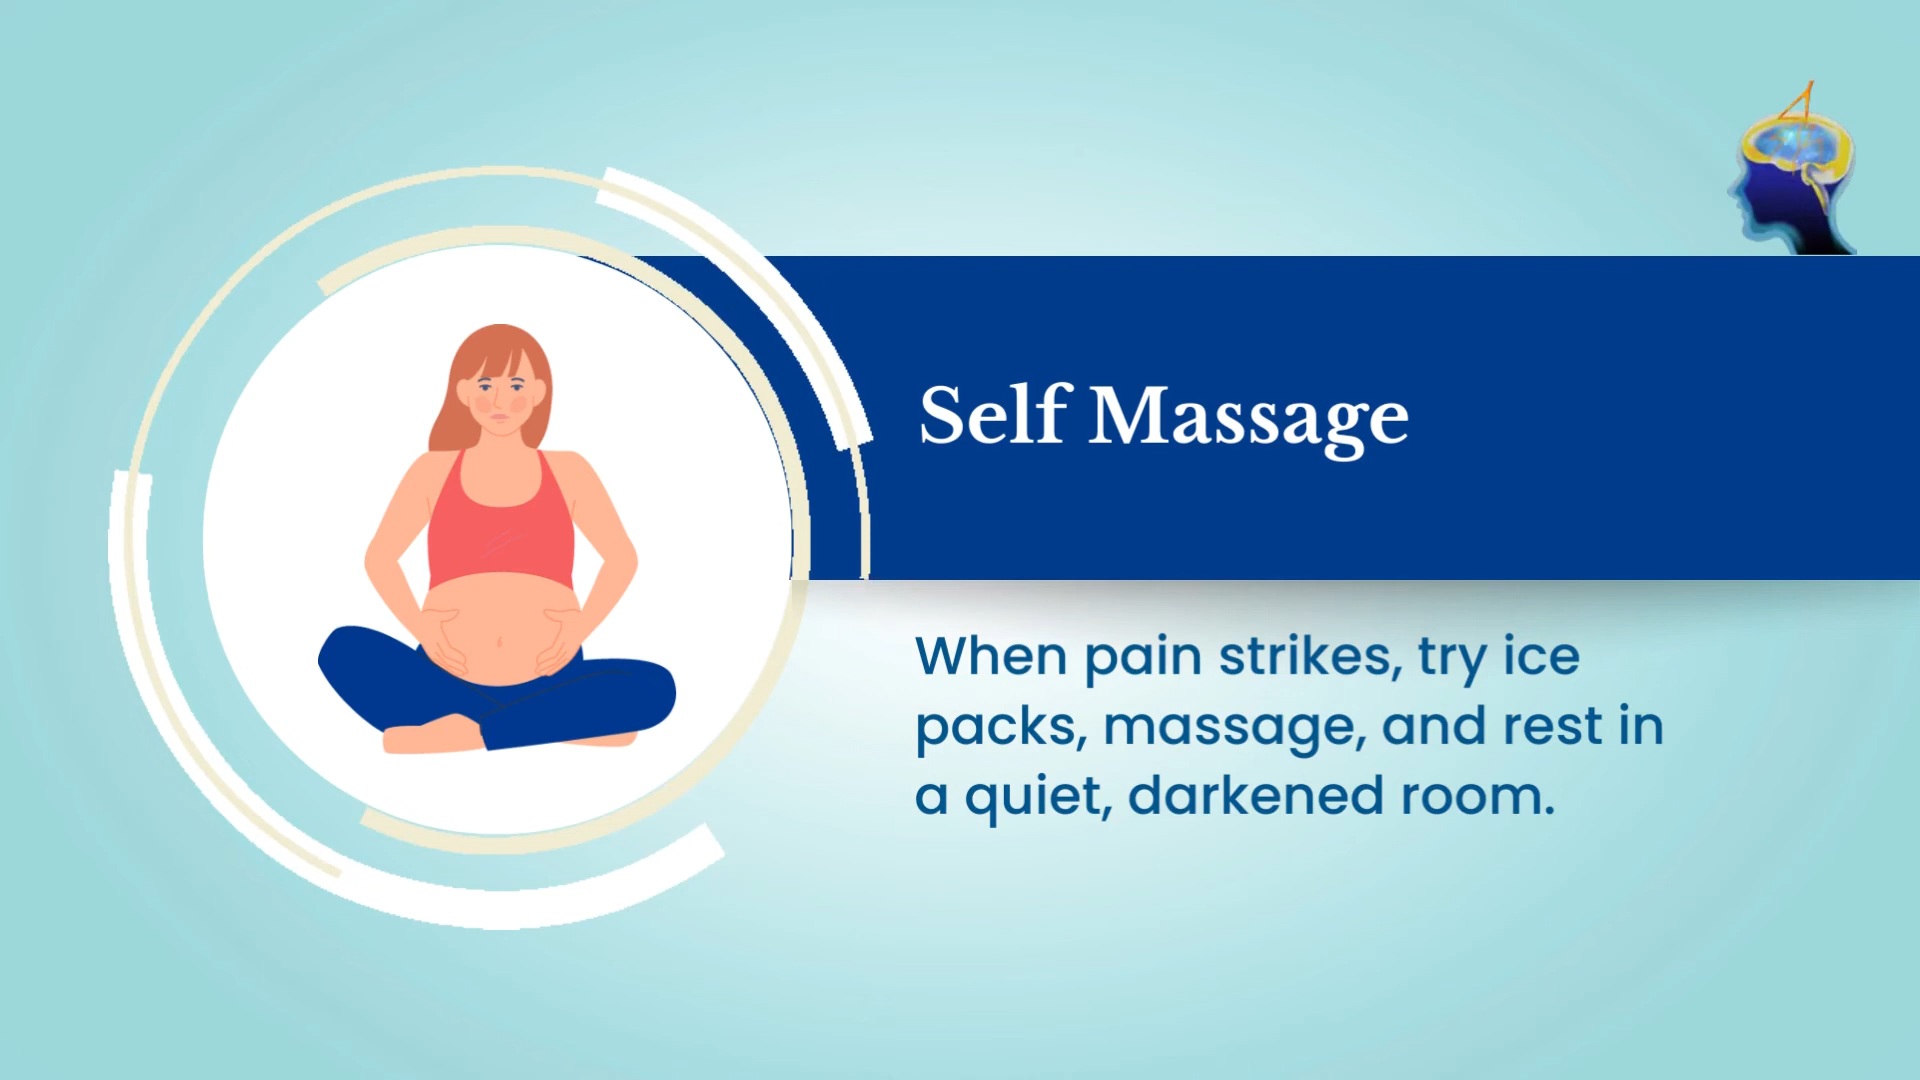 Self Massage
When pain strikes, try ice
packs, massage, and rest in
a quiet, darkened room.